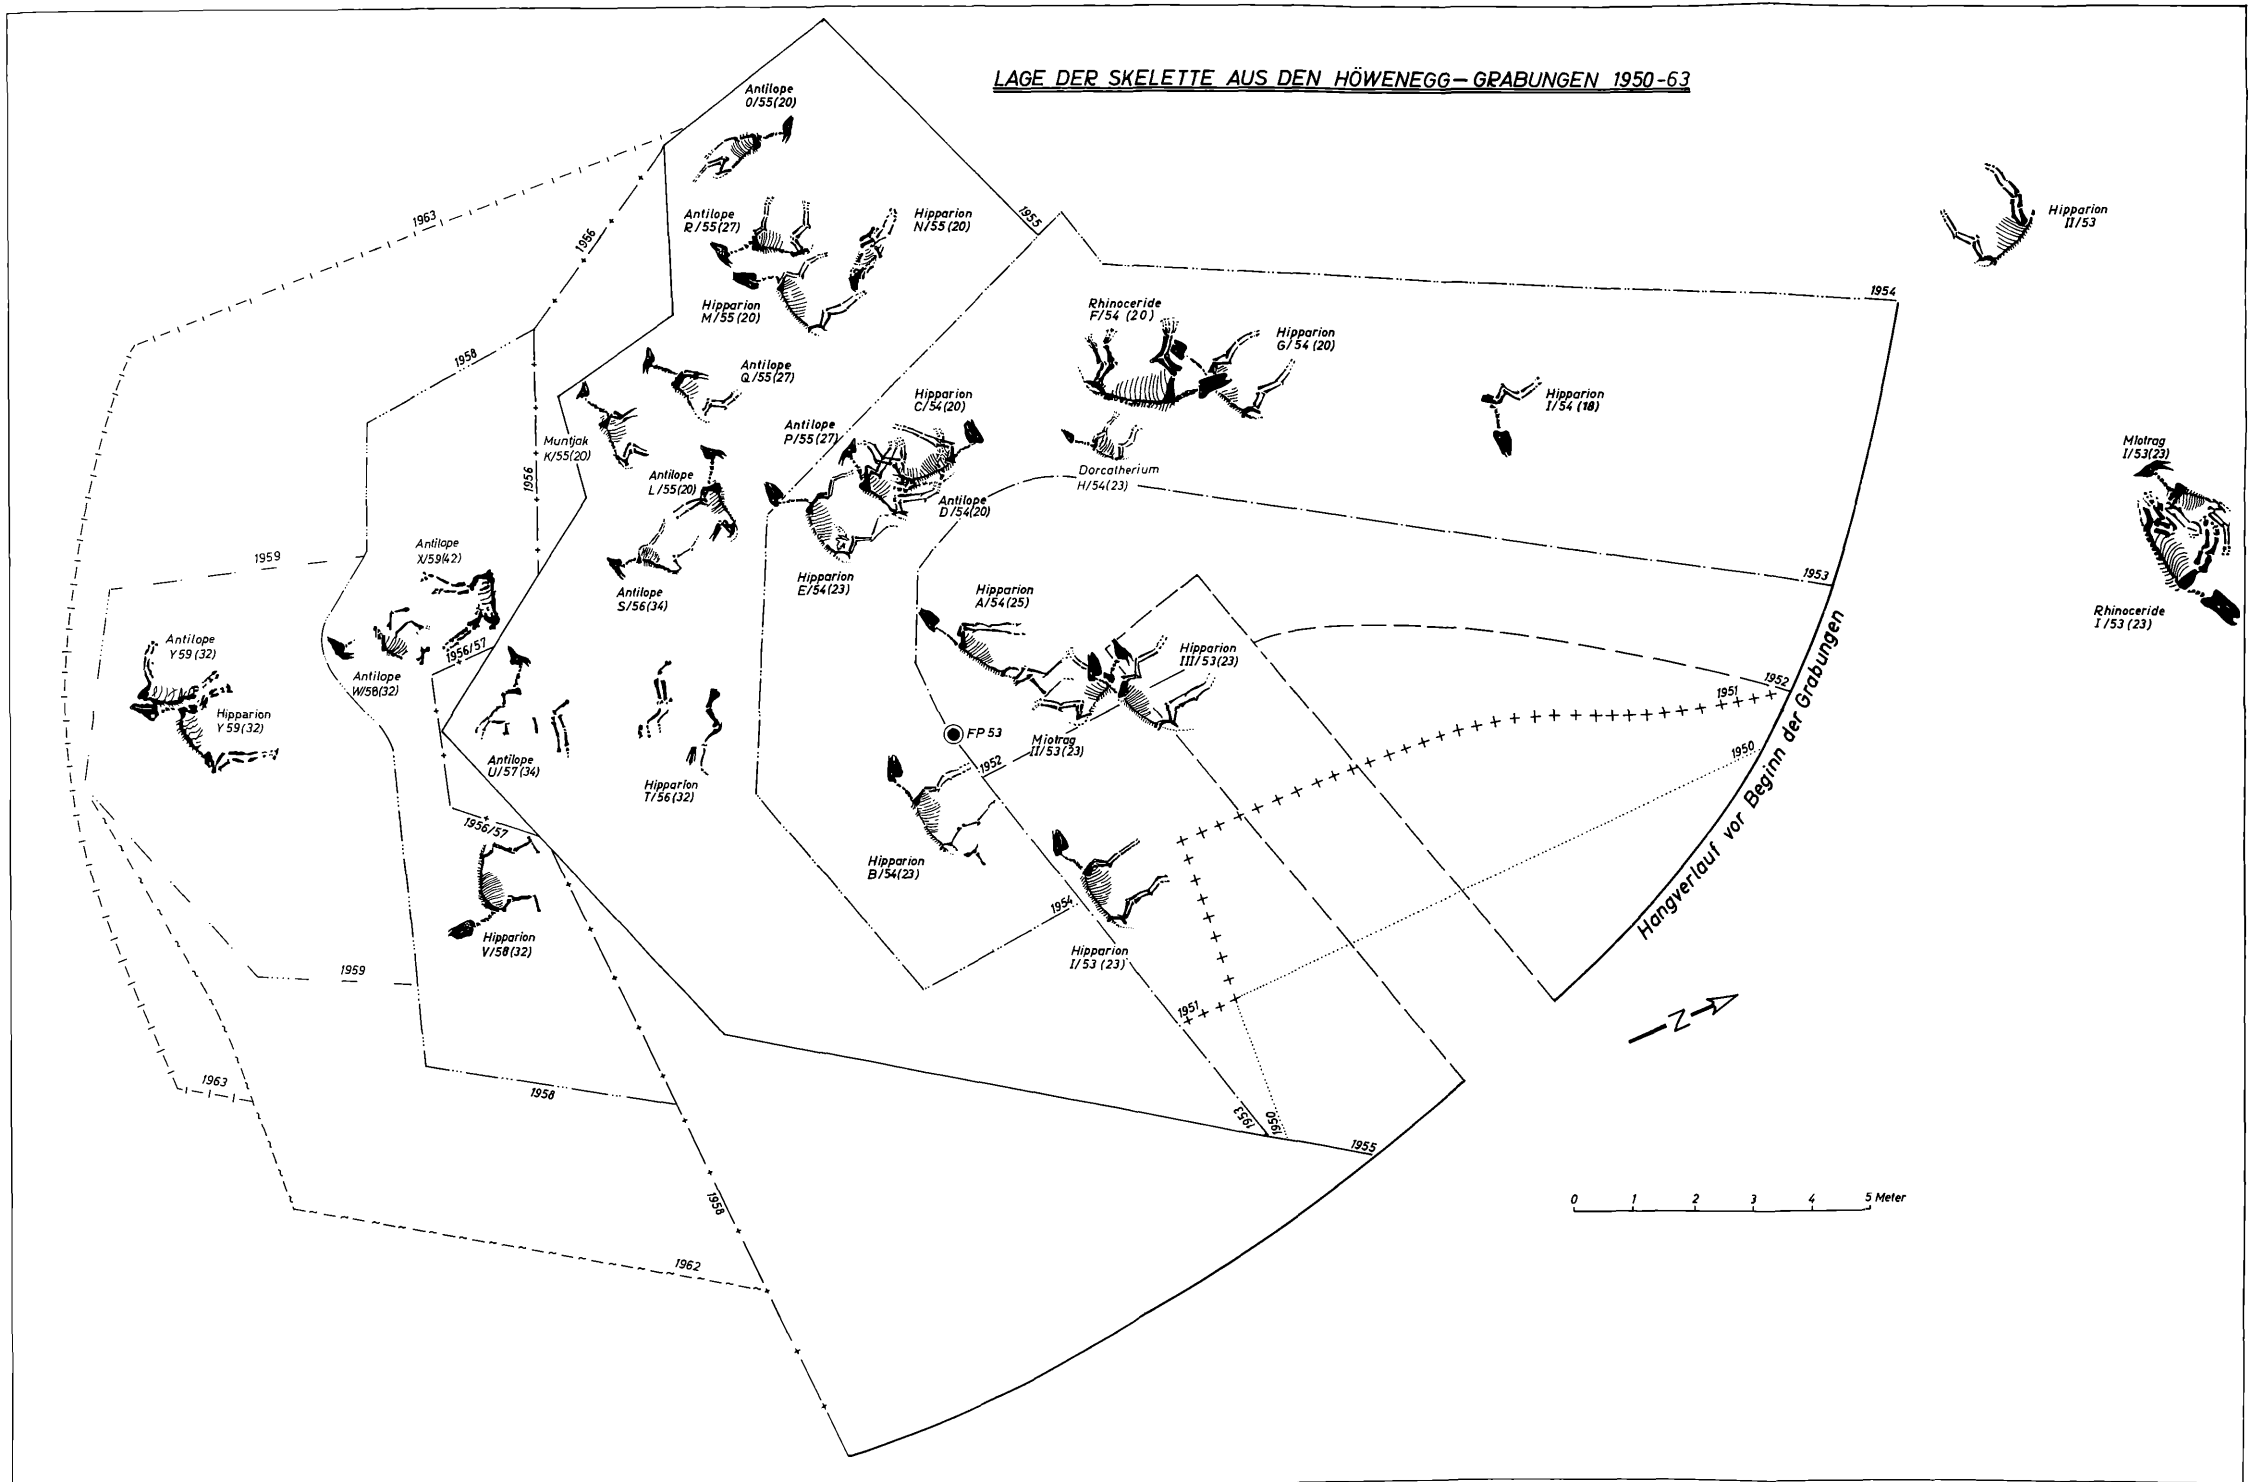 LAGE DER SKELETTE AUS DEN HÖWENEGG-GRABUNGEN 1950-63
Antilope
O/55(20)
Antilope
R/55(27)
Hipparion
N/55(20)
Hipparion
M/55(20)
1955
1963
1956
1958
1956
Hipparion
II/53
1954
Rhinoceride
F/54 (20)
Hipparion
G/54 (20)
Antilope
Q/55(27)
Hipparion
C/54(20)
Hipparion
I/54 (18)
Muntjak
K/55(20)
Antilope
P/55(27)
Antilope
L/55(20)
Dorcatherium
H/54(23)
Antilope
D/54(20)
Miotrag
I/53(23)
Antilope
X/59(42)
1959
Antilope
S/56(34)
Hipparion
E/54(23)
Hipparion
A/54(25)
1953
Rhinoceride
I/53 (23)
Antilope
Y59(32)
Antilope
W/58(32)
1956/57
Hipparion
III/53(23)
Hipparion
Y59(32)
1952
1951
1950
Hangverlauf vor Beginn der Grabungen
FP 53
Miotrag
II/53(23)
1952
Antilope
U/57(34)
Hipparion
T/56(32)
1956/57
Hipparion
B/54(23)
1954
Hipparion
V/58(32)
Hipparion
I/53 (23)
1959
1951
N
1963
1958
1953
1950
1955
1958
1962
0 1 2 3 4 5 Meter